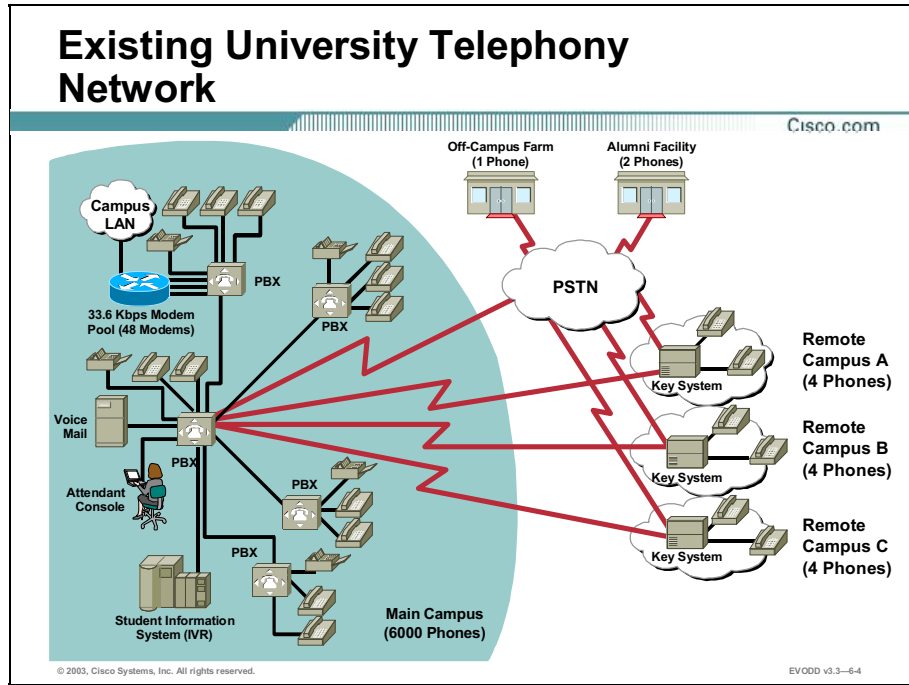 Existing University Telephony
Network
Cisco.com
Off-Campus Farm
(1 Phone)
Alumni Facility
(2 Phones)
Campus
LAN
PBX
33.6 Kbps Modem
Pool (48 Modems)
PBX
PSTN
Key System
Remote
Campus A
(4 Phones)
Voice
Mail
PBX
Key System
Remote
Campus B
(4 Phones)
Attendant
Console
PBX
PBX
Key System
Remote
Campus C
(4 Phones)
Student Information
System (IVR)
Main Campus
(6000 Phones)
© 2003, Cisco Systems, Inc. All rights reserved.
EVODD v3.3—6-4